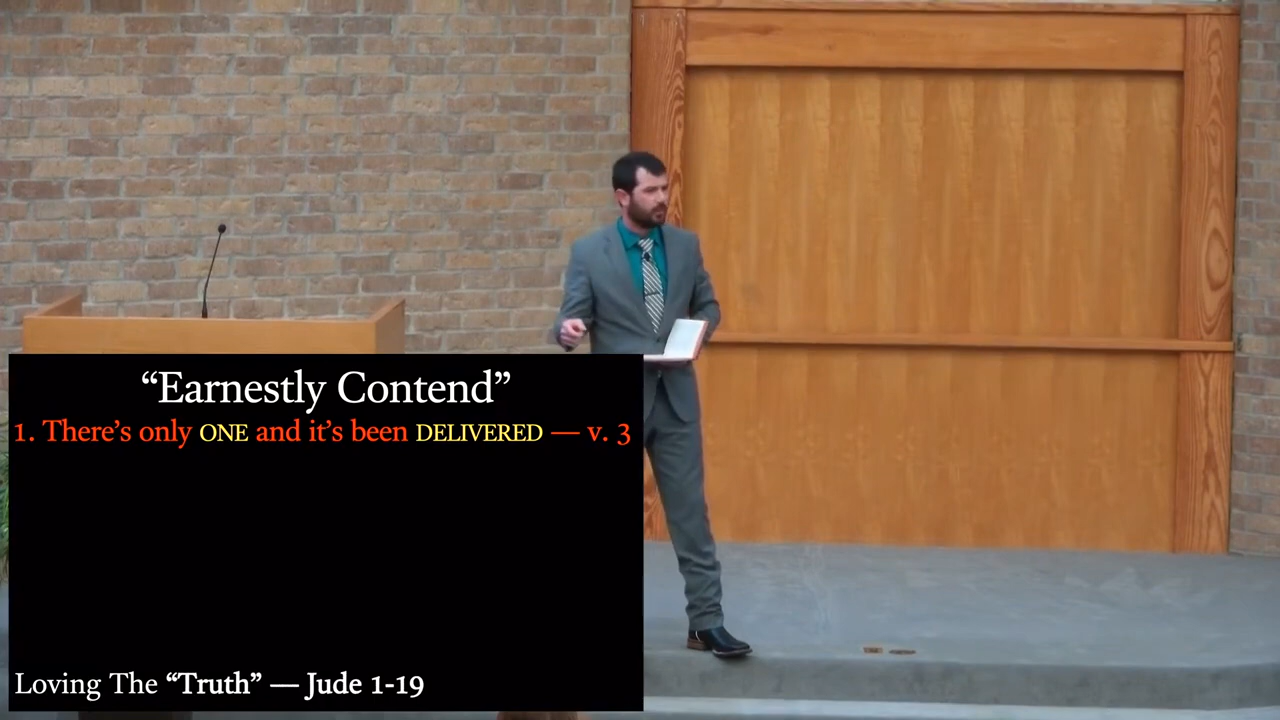 “Earnestly Contend”
1. There’s only ONE and it’s been DELIVERED — v. 3
Loving The “Truth” — Jude 1-19